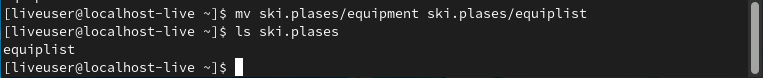 [liveuser@localhost-live ~]$ mv ski.plases/equipment ski.plases/equiplist
[liveuser@localhost-live ~]$ ls ski.plases
equiplist
[liveuser@localhost-live ~]$